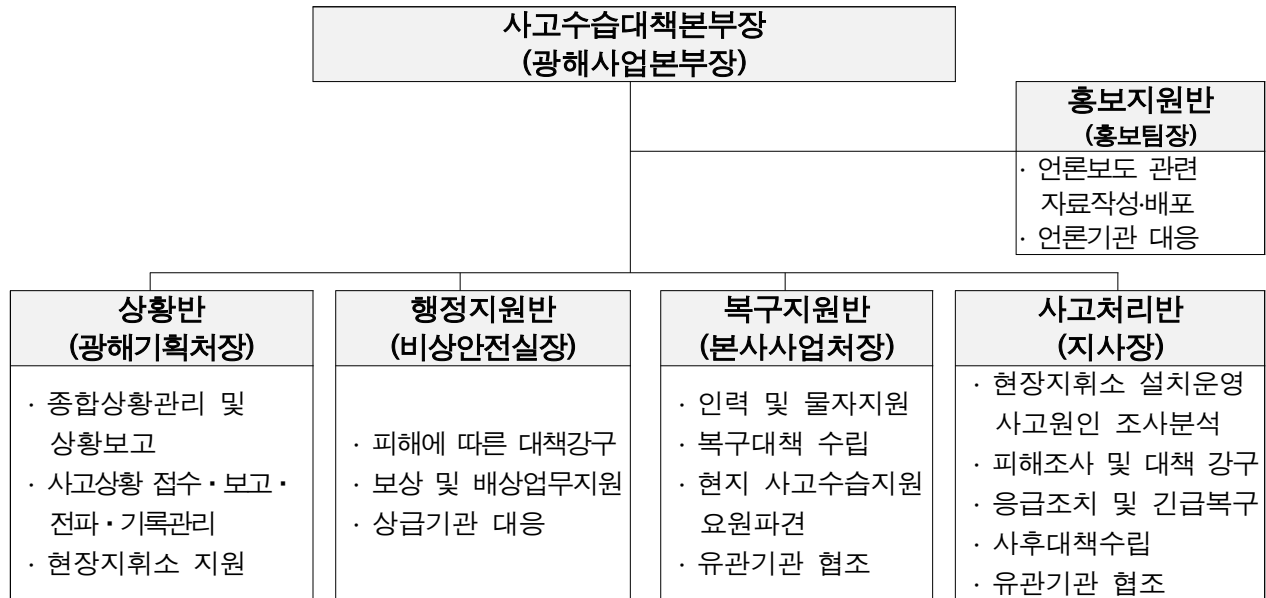 사고수습대책본부장
(광해사업본부장)
홍보지원반
(홍보팀장)
· 언론보도 관련
자료작성·배포
· 언론기관 대응
상황반
(광해기획처장)
· 종합상황관리 및
상황보고
· 사고상황 접수·보고·
전파·기록관리
· 현장지휘소 지원
행정지원반
(비상안전실장)
· 피해에 따른 대책강구
· 보상 및 배상업무지원
· 상급기관 대응
복구지원반
(본사사업처장)
· 인력 및 물자지원
· 복구대책 수립
· 현지 사고수습지원
요원파견
· 유관기관 협조
사고처리반
(지사장)
· 현장지휘소 설치운영
사고원인 조사분석
· 피해조사 및 대책 강구
· 응급조치 및 긴급복구
· 사후대책수립
· 유관기관 협조